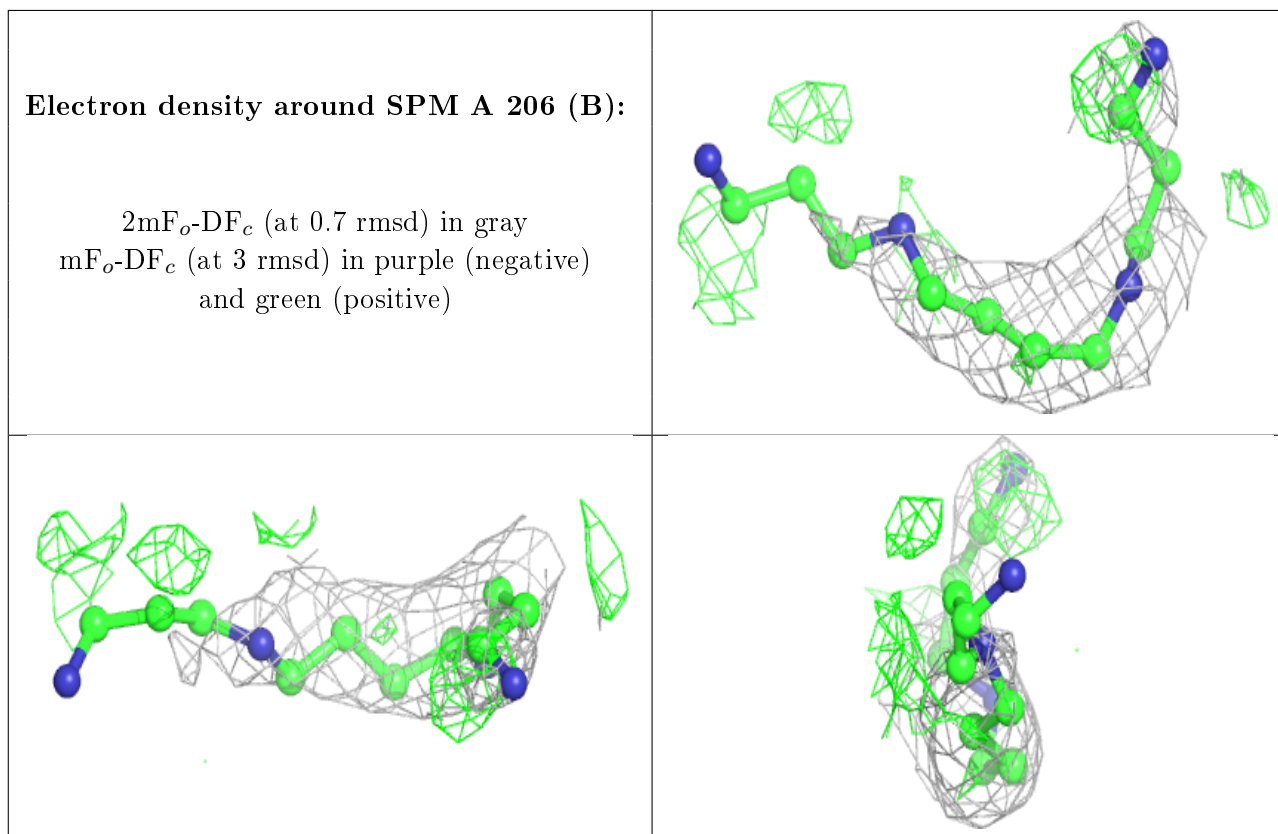 Electron density around SPM A 206 (B):
2mFo-DFc (at 0.7 rmsd) in gray
mFo-DFc (at 3 rmsd) in purple (negative)
and green (positive)